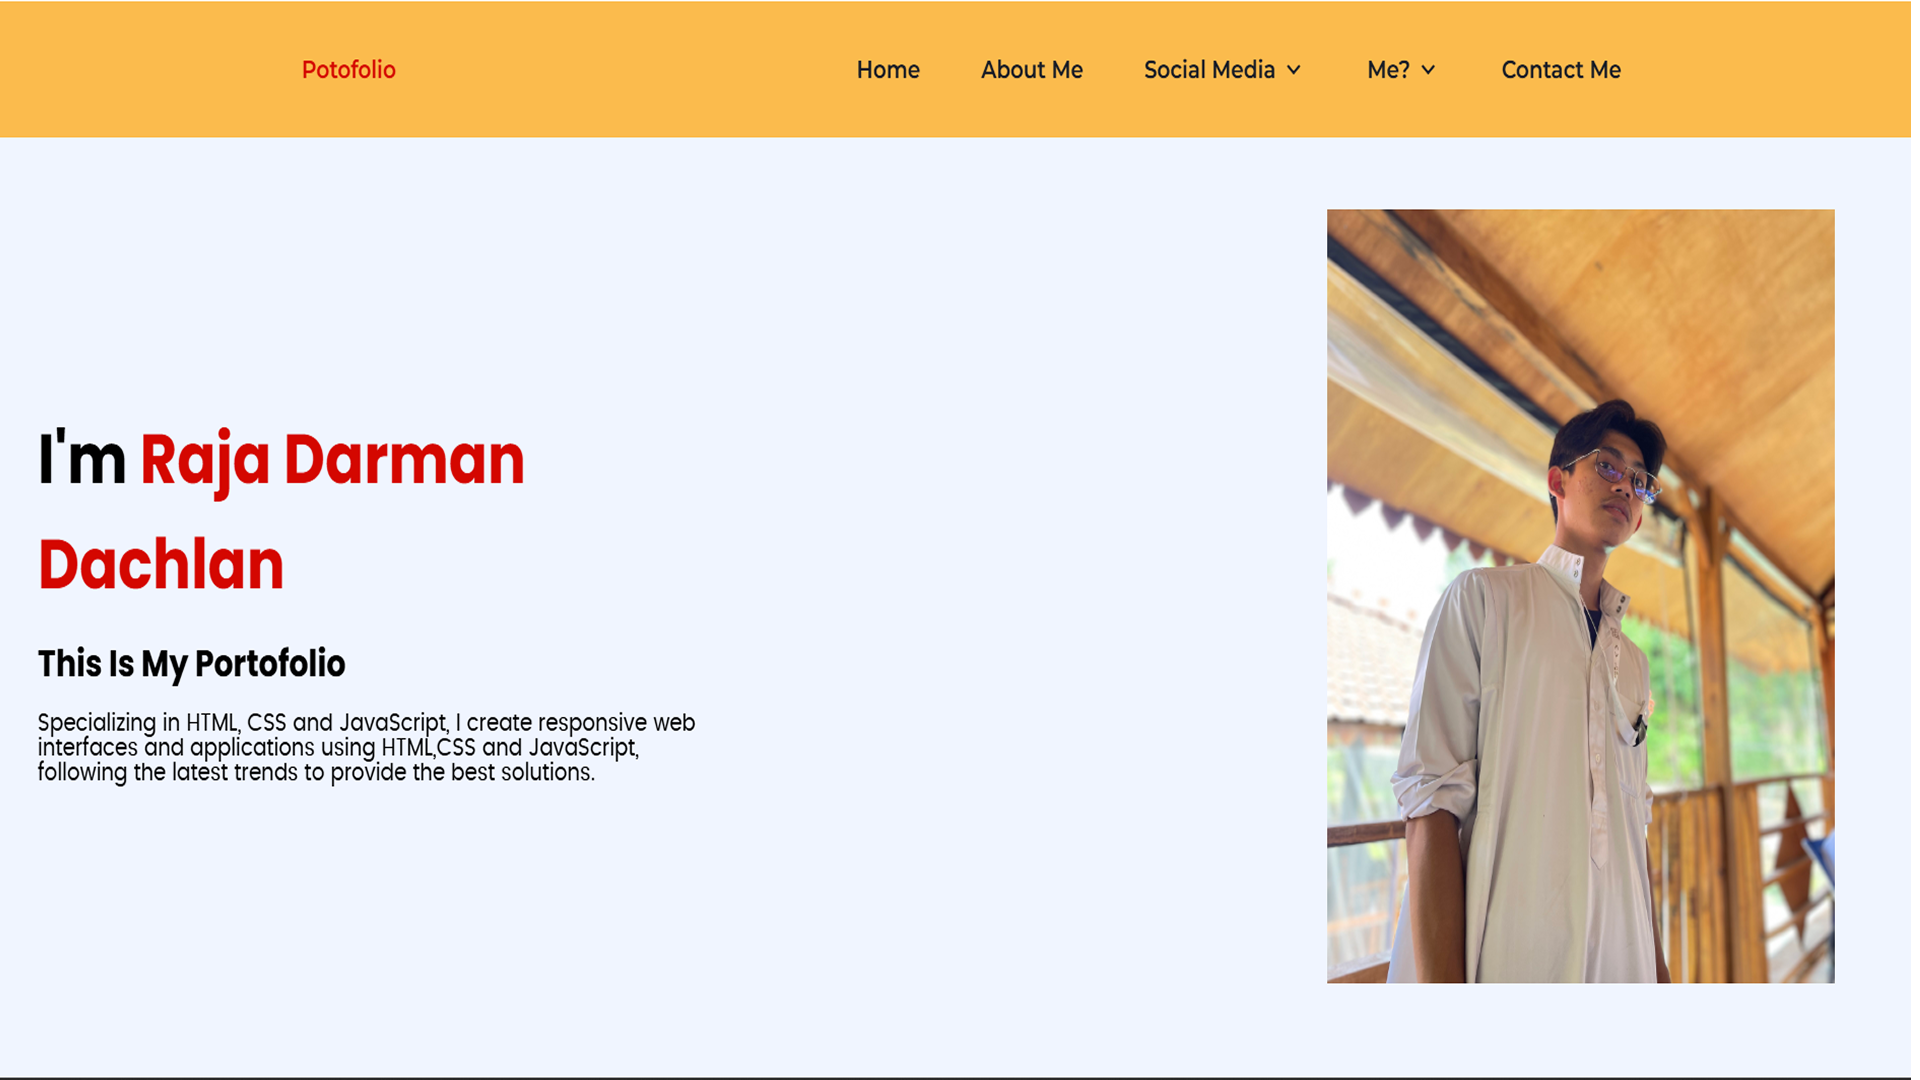 Potofolio
Home
About Me
Social Media
Me?
Contact Me
I'm Raja Darman
Dachlan
This Is My Portofolio
Specializing in HTML, CSS and JavaScript, I create responsive web
interfaces and applications using HTML,CSS and JavaScript,
following the latest trends to provide the best solutions.